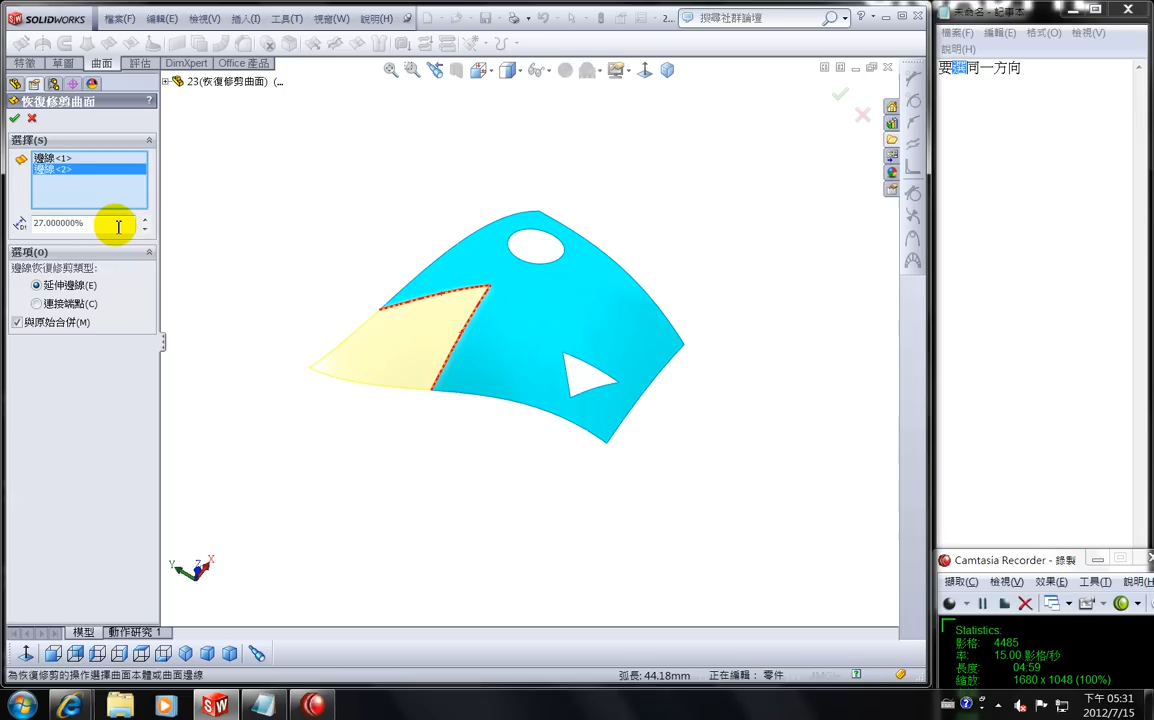 SOLIDWORKS
檔案(F)
編輯(E)
檢視(V)
插入(I)
工具(T)
視窗(W)
說明(H)
2...
搜尋社群論壇
特徵
草圖
曲面
評估
DimXpert
Office 產品
恢復修剪曲面
?
23(恢復修剪曲面) (...
選擇(S)
邊線<1>
邊線<2>
27.000000%
選項(O)
邊線恢復修剪類型:
延伸邊線(E)
連接端點(C)
與原始合併(M)
Y
Z
X
模型
動作研究 1
為恢復修剪的操作選擇曲面本體或曲面邊線
弧長: 44.18mm
正在編輯: 零件
未命名 - 記事本
檔案(F)
編輯(E)
格式(O)
檢視(V)
說明(H)
要選同一方向
Camtasia Recorder - 錄製
擷取(C)
檢視(V)
效果(E)
工具(T)
說明(H)
Statistics:
影格: 4485
率: 15.00 影格/秒
長度: 04:59
縮放: 1680 x 1048 (100%)
下午 05:31
2012/7/15